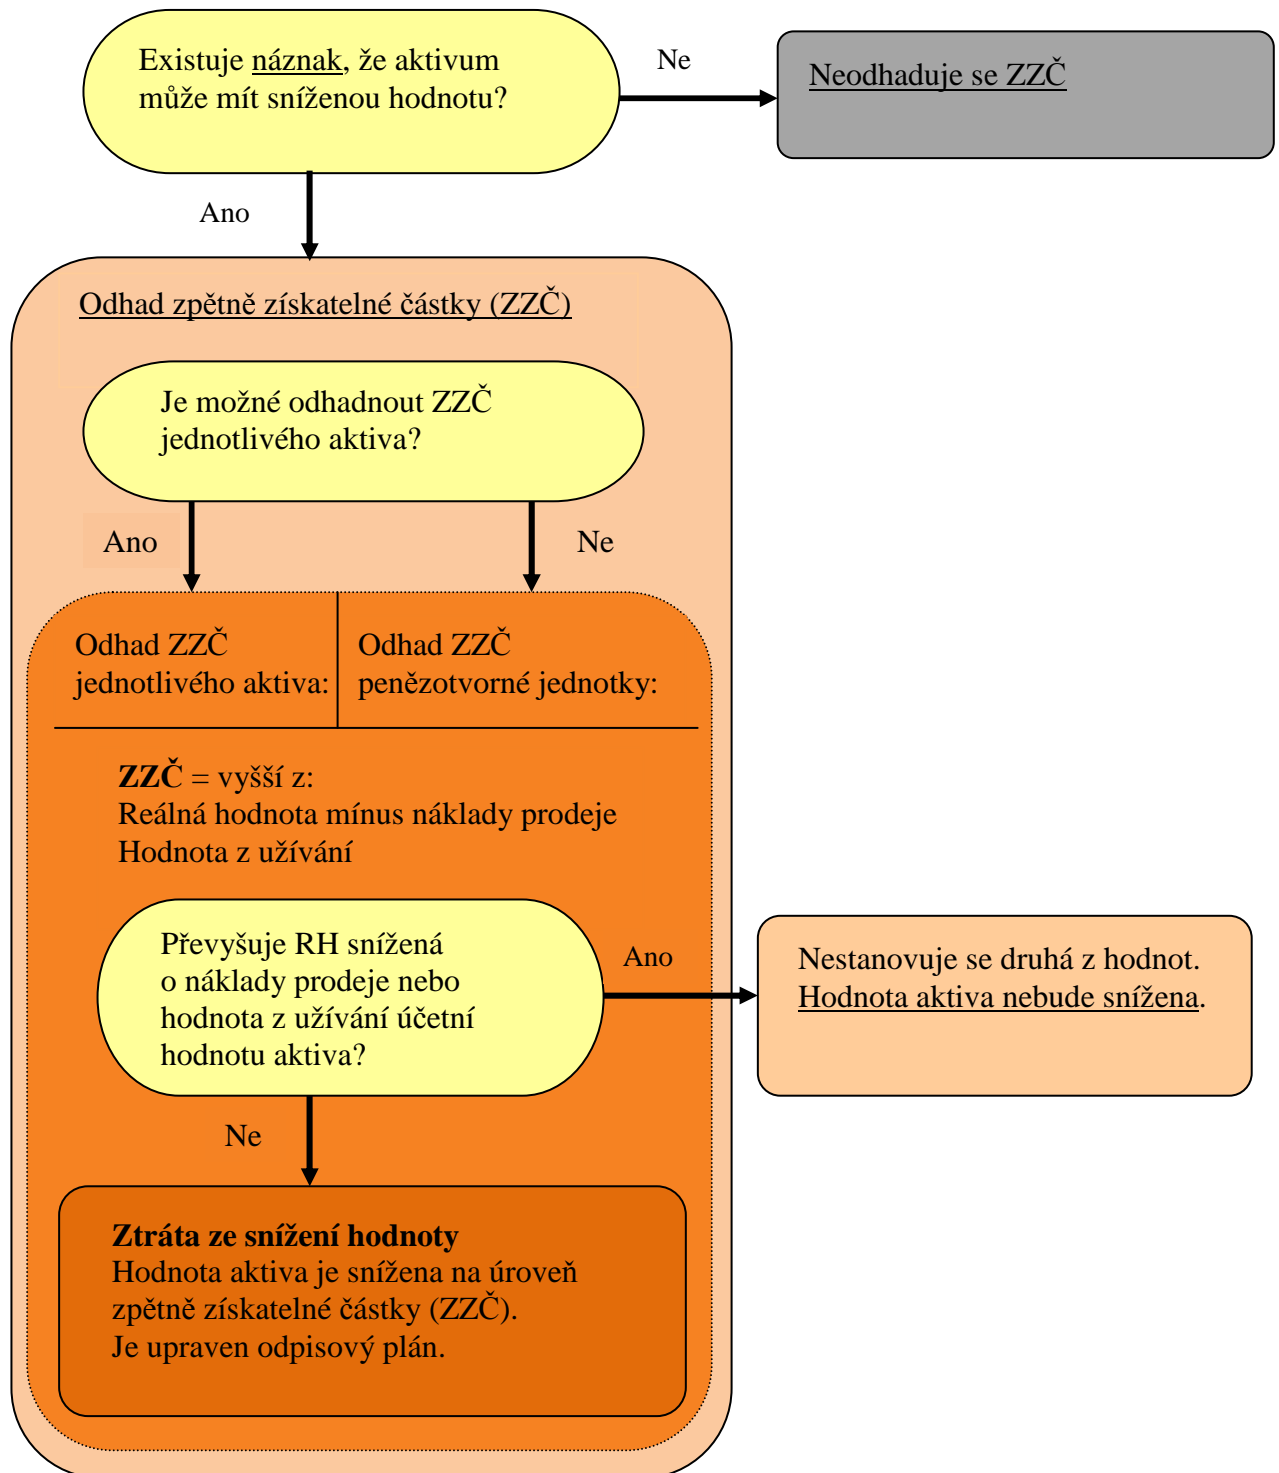 Existuje náznak, že aktivum
může mít sníženou hodnotu?
Ne
Neodhaduje se ZZČ
Ano
Odhad zpětně získatelné částky (ZZČ)
Je možné odhadnout ZZČ
jednotlivého aktiva?
Ano
Ne
Odhad ZZČ
jednotlivého aktiva:
Odhad ZZČ
penězotvorné jednotky:
ZZČ = vyšší z:
Reálná hodnota mínus náklady prodeje
Hodnota z užívání
Převyšuje RH snížená
o náklady prodeje nebo
hodnota z užívání účetní
hodnotu aktiva?
Ano
Nestanovuje se druhá z hodnot.
Hodnota aktiva nebude snížena.
Ne
Ztráta ze snížení hodnoty
Hodnota aktiva je snížena na úroveň
zpětně získatelné částky (ZZČ).
Je upraven odpisový plán.